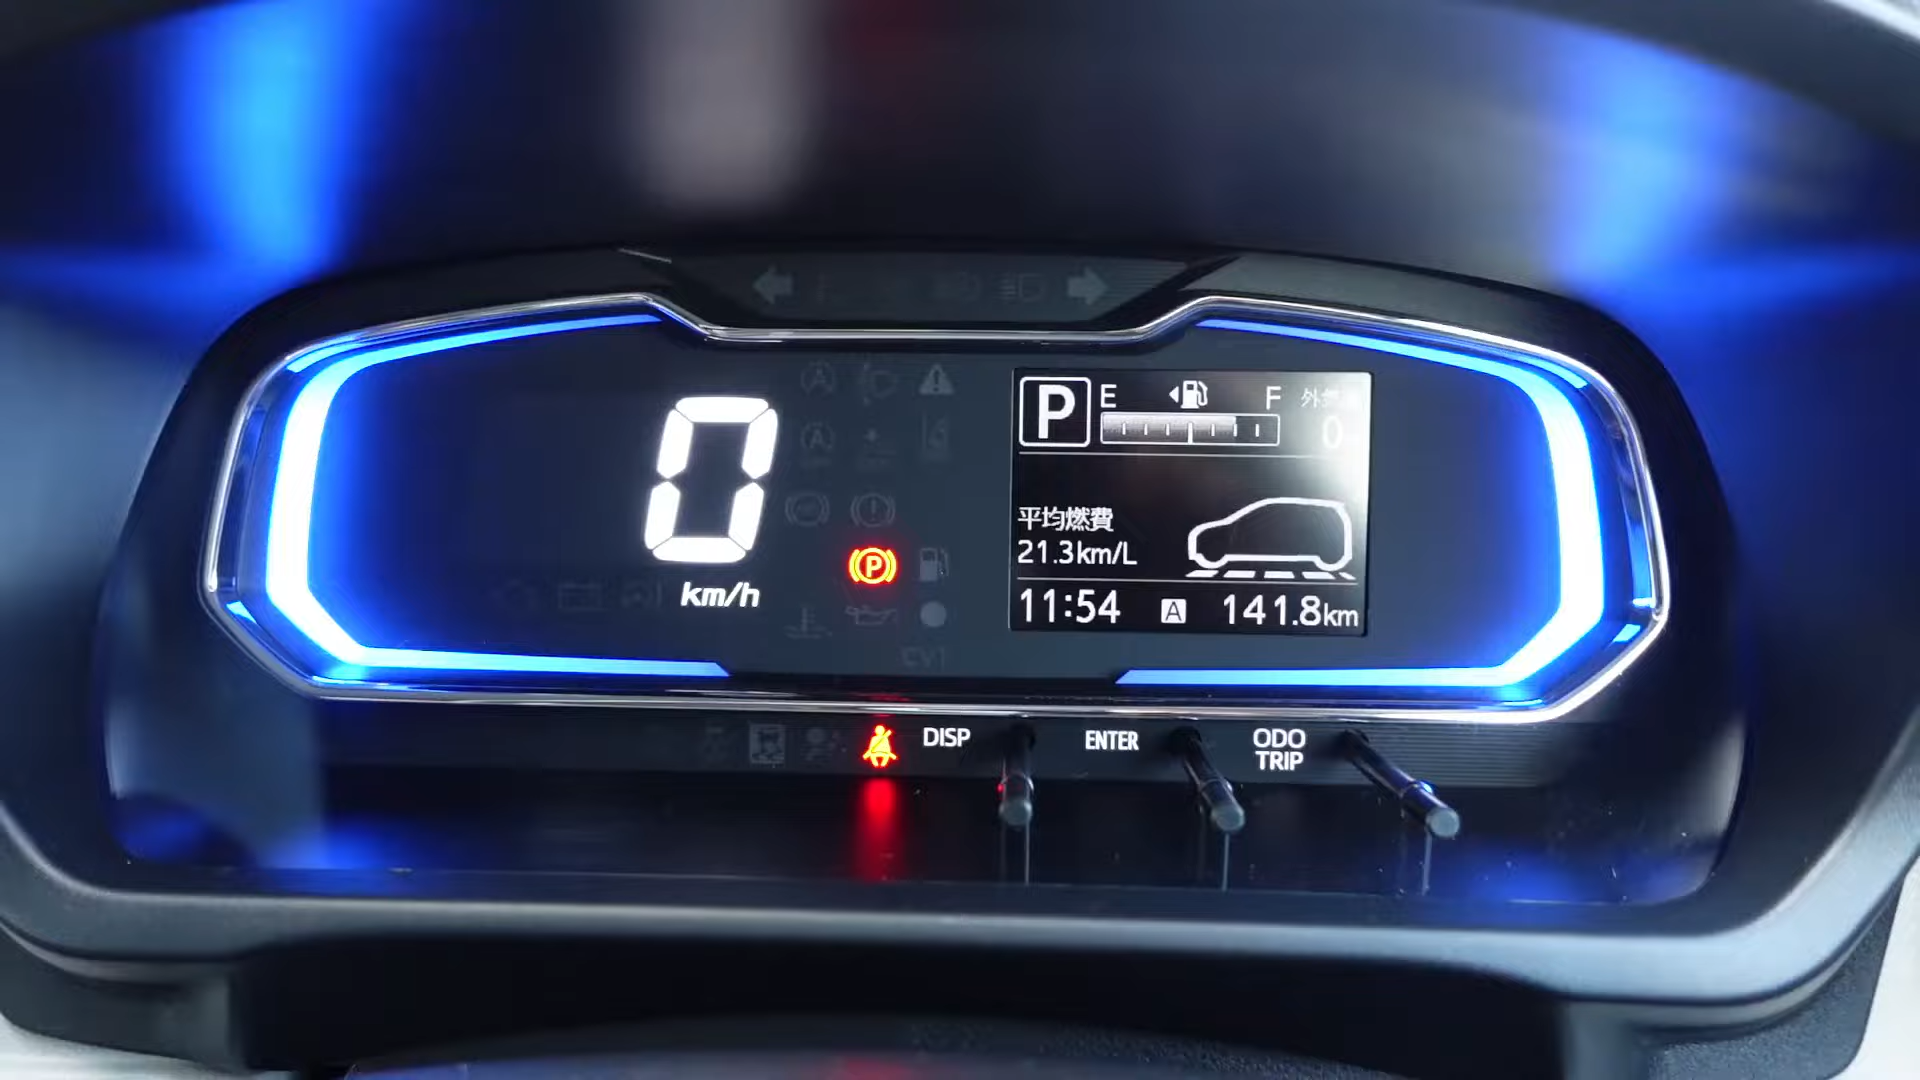 0
km/h
P
E F
0
平均燃費
21.3km/L
11:54 A 141.8km
P
DISP
ENTER
ODO
TRIP